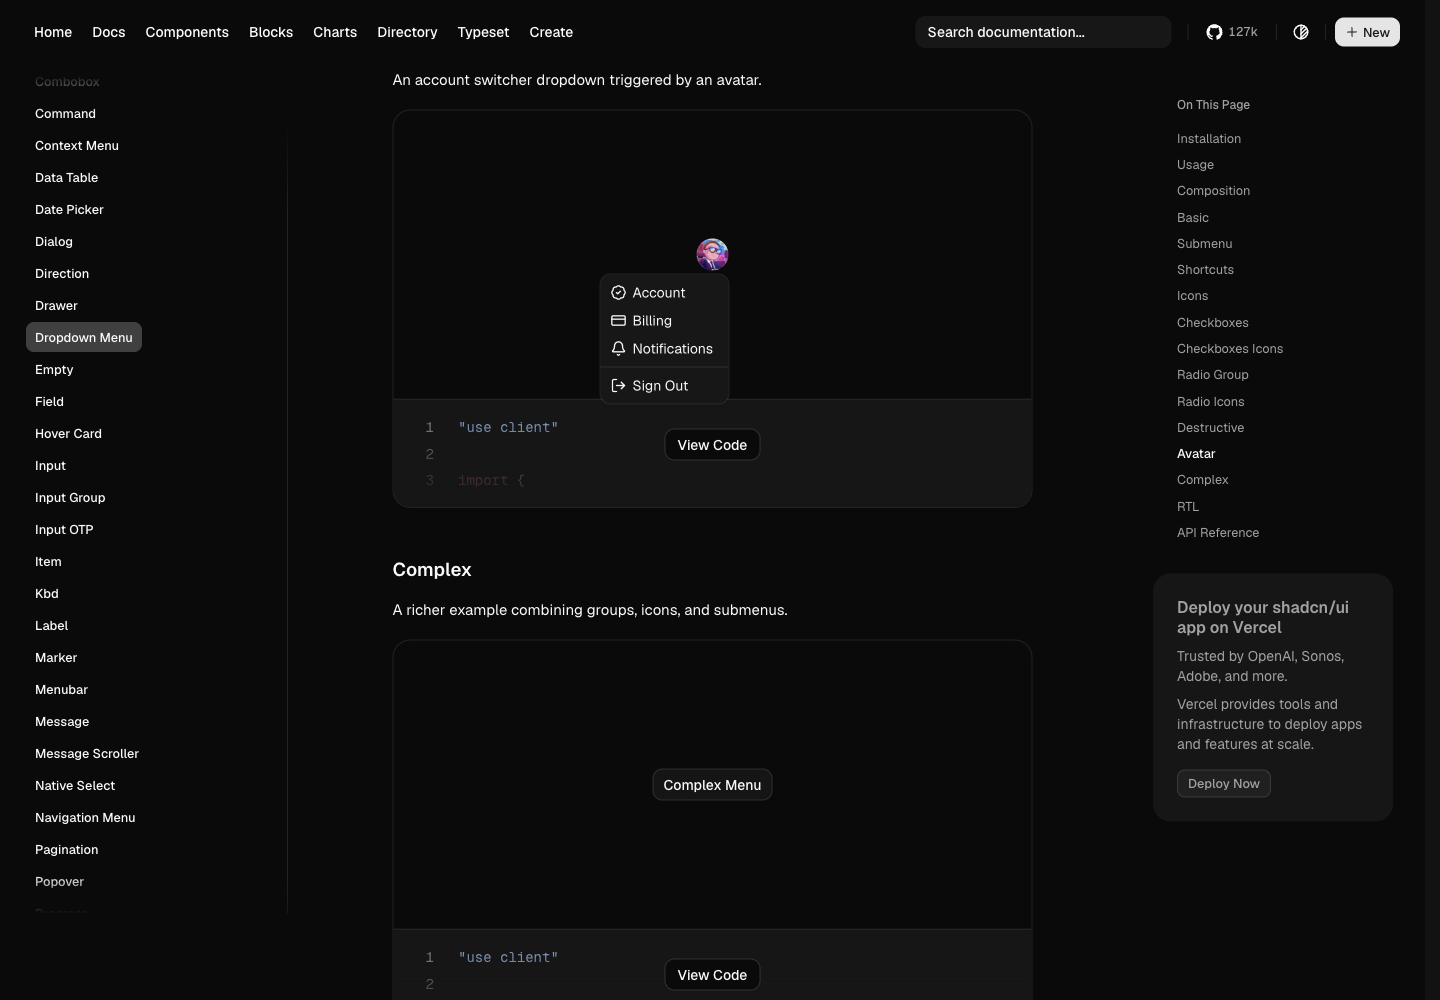 Home
Docs
Components
Blocks
Charts
Directory
Typeset
Create
Search documentation...
127k
New
Combobox
Command
Context Menu
Data Table
Date Picker
Dialog
Direction
Drawer
Dropdown Menu
Empty
Field
Hover Card
Input
Input Group
Input OTP
Item
Kbd
Label
Marker
Menubar
Message
Message Scroller
Native Select
Navigation Menu
Pagination
Popover
An account switcher dropdown triggered by an avatar.
Account
Billing
Notifications
Sign Out
1 "use client"
2
3 import {
View Code
Complex
A richer example combining groups, icons, and submenus.
Complex Menu
1 "use client"
2
View Code
On This Page
Installation
Usage
Composition
Basic
Submenu
Shortcuts
Icons
Checkboxes
Checkboxes Icons
Radio Group
Radio Icons
Destructive
Avatar
Complex
RTL
API Reference
Deploy your shadcn/ui
app on Vercel
Trusted by OpenAI, Sonos,
Adobe, and more.
Vercel provides tools and
infrastructure to deploy apps
and features at scale.
Deploy Now